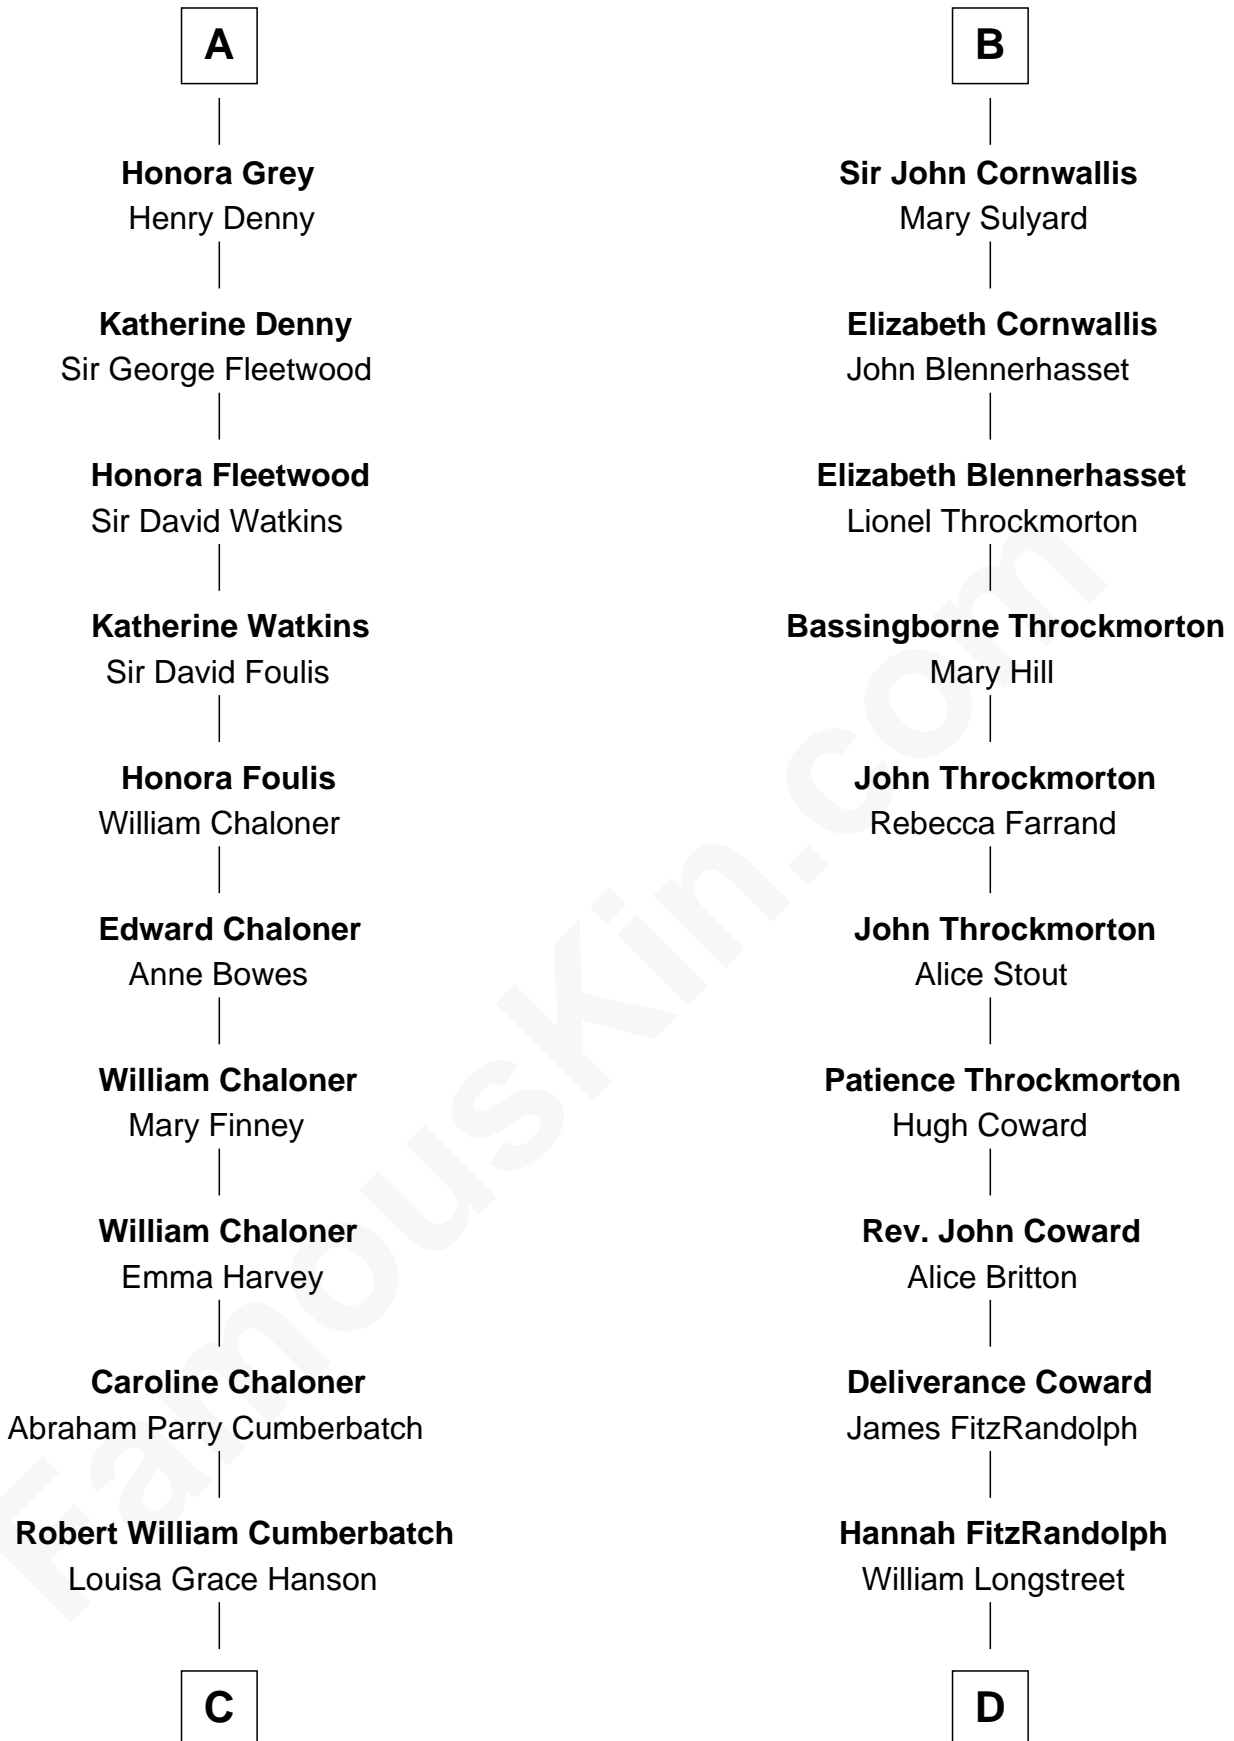 A
Honora Grey
Henry Denny
Katherine Denny
Sir George Fleetwood
Honora Fleetwood
Sir David Watkins
Katherine Watkins
Sir David Foulis
Honora Foulis
William Chaloner
Edward Chaloner
Anne Bowes
William Chaloner
Mary Finney
William Chaloner
Emma Harvey
Caroline Chaloner
Abraham Parry Cumberbatch
Robert William Cumberbatch
Louisa Grace Hanson
C
B
Sir John Cornwallis
Mary Sulyard
Elizabeth Cornwallis
John Blennerhasset
Elizabeth Blennerhasset
Lionel Throckmorton
Bassingborne Throckmorton
Mary Hill
John Throckmorton
Rebecca Farrand
John Throckmorton
Alice Stout
Patience Throckmorton
Hugh Coward
Rev. John Coward
Alice Britton
Deliverance Coward
James FitzRandolph
Hannah FitzRandolph
William Longstreet
D
FamousKin.com